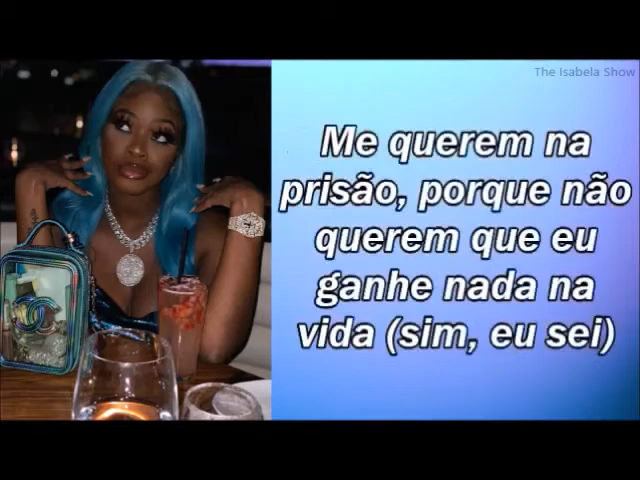 The Isabela Show
Me querem na
prisão, porque não
querem que eu
ganhe nada na
vida (sim, eu sei)